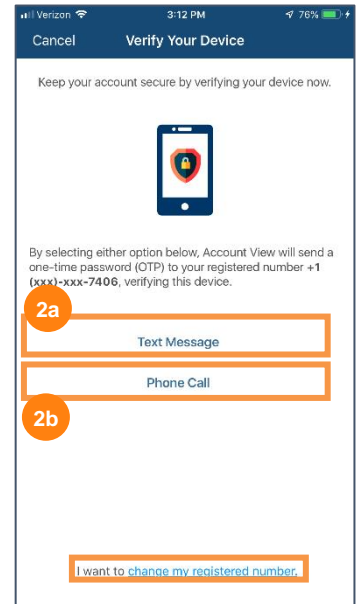 Verizon 3:12 PM 76%
Cancel Verify Your Device
Keep your account secure by verifying your device now.
By selecting either option below, Account View will send a
one-time password (OTP) to your registered number +1
(xxx)-xxx-7406, verifying this device.
2a
Text Message
Phone Call
2b
I want to change my registered number.